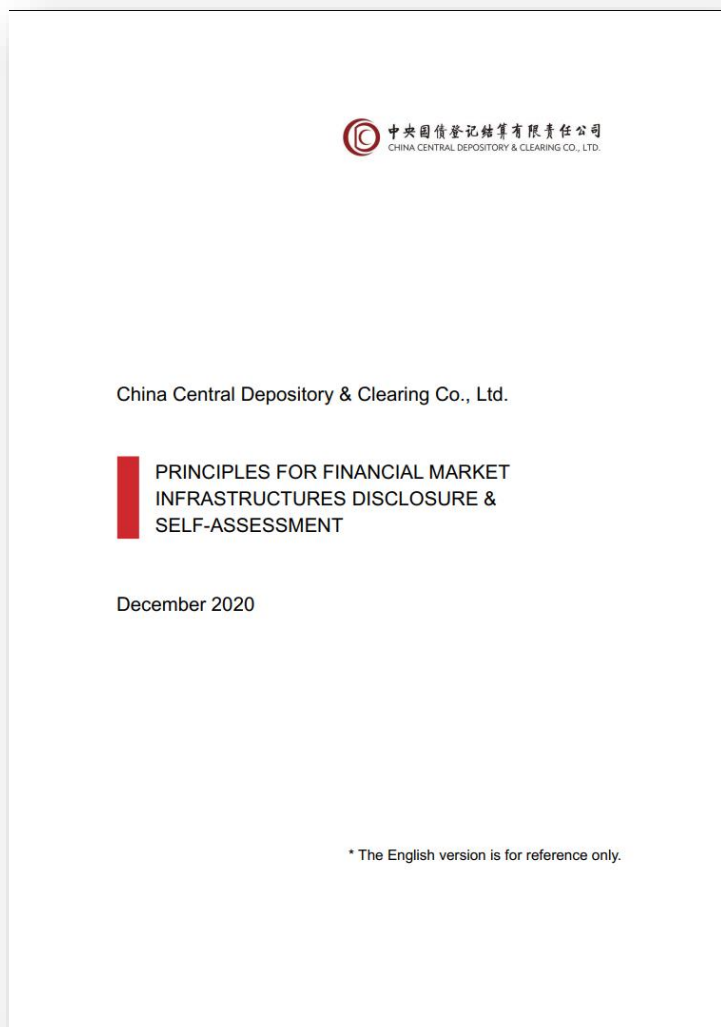 中央国债登记结算有限责任公司
CHINA CENTRAL DEPOSITORY & CLEARING CO., LTD.
China Central Depository & Clearing Co., Ltd.
PRINCIPLES FOR FINANCIAL MARKET
INFRASTRUCTURES DISCLOSURE &
SELF-ASSESSMENT
December 2020
* The English version is for reference only.